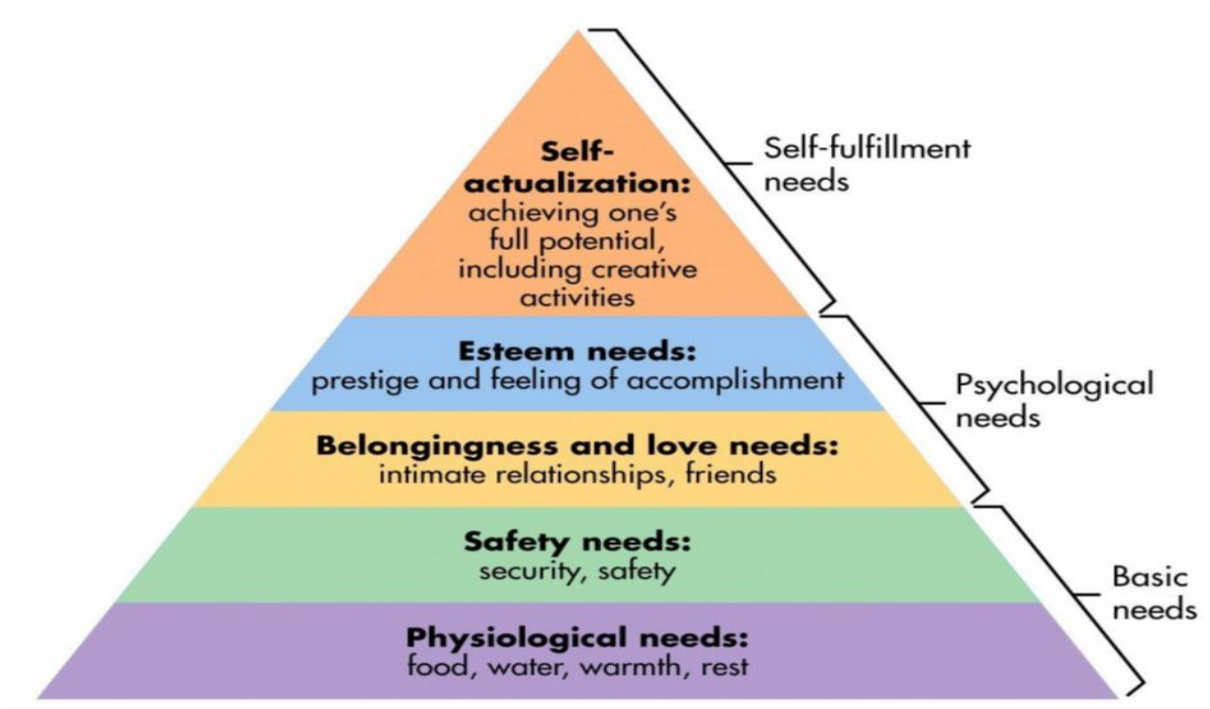 Self-
actualization:
achieving one's
full potential,
including creative
activities
Self-fulfillment
needs
Esteem needs:
prestige and feeling of accomplishment
Belongingness and love needs:
intimate relationships, friends
Psychological
needs
Safety needs:
security, safety
Physiological needs:
food, water, warmth, rest
Basic
needs